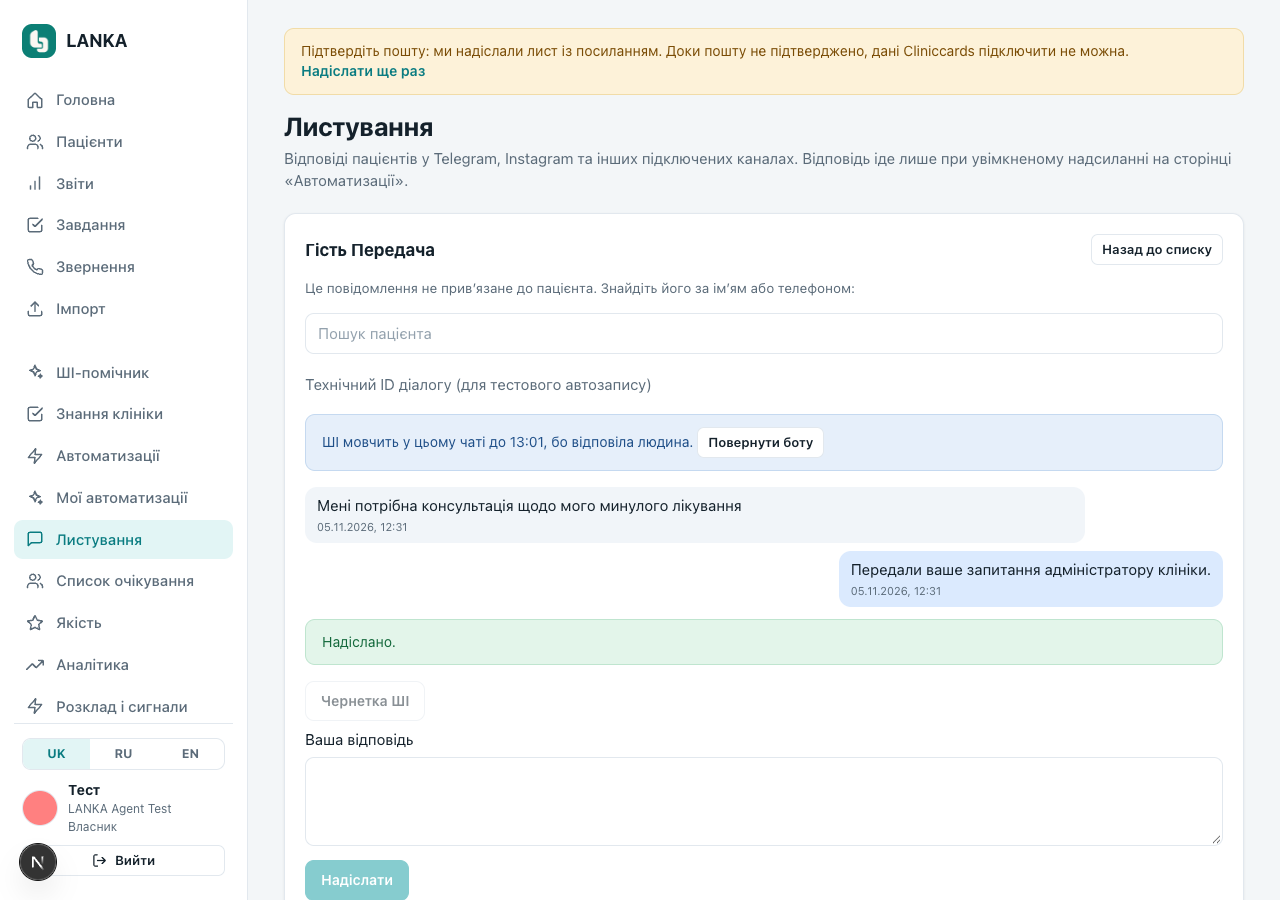 LANKA
Головна
Пацієнти
Звіти
Завдання
Звернення
Імпорт
ШІ-помічник
Знання клініки
Автоматизації
Мої автоматизації
Листування
Список очікування
Якість
Аналітика
Розклад і сигнали
UK RU EN
Тест
LANKA Agent Test
Власник
N
Вийти
Підтвердіть пошту: ми надіслали лист із посиланням. Доки пошту не підтверджено, дані Cliniccards підключити не можна.
Надіслати ще раз
Листування
Відповіді пацієнтів у Telegram, Instagram та інших підключених каналах. Відповідь іде лише при увімкненому надсиланні на сторінці
«Автоматизації».
Гість Передача
Назад до списку
Це повідомлення не прив’язане до пацієнта. Знайдіть його за ім’ям або телефоном:
Пошук пацієнта
Технічний ID діалогу (для тестового автозапису)
ШІ мовчить у цьому чаті до 13:01, бо відповіла людина. Повернути боту
Мені потрібна консультація щодо мого минулого лікування
05.11.2026, 12:31
Передали ваше запитання адміністратору клініки.
05.11.2026, 12:31
Надіслано.
Чернетка ШІ
Ваша відповідь
Надіслати